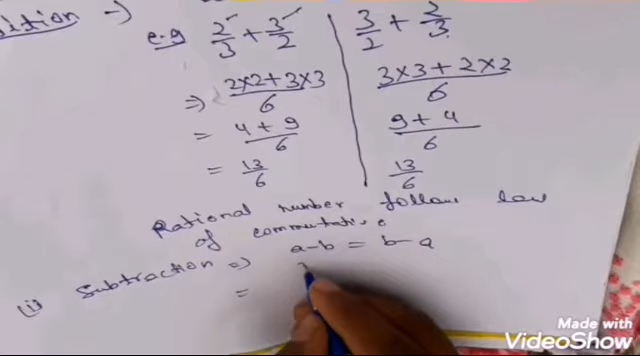 dition →
e.g 2/3 + 3/2 3/2 + 2/3
⇒ 2×2+3×3/6 3×3+2×2/6
= 4+9/6 9+4/6
= 13/6 13/6
Rational number follow law
of commutative
(ii) Subtraction ⇒ a-b = b-a
=
Made with
VideoShow